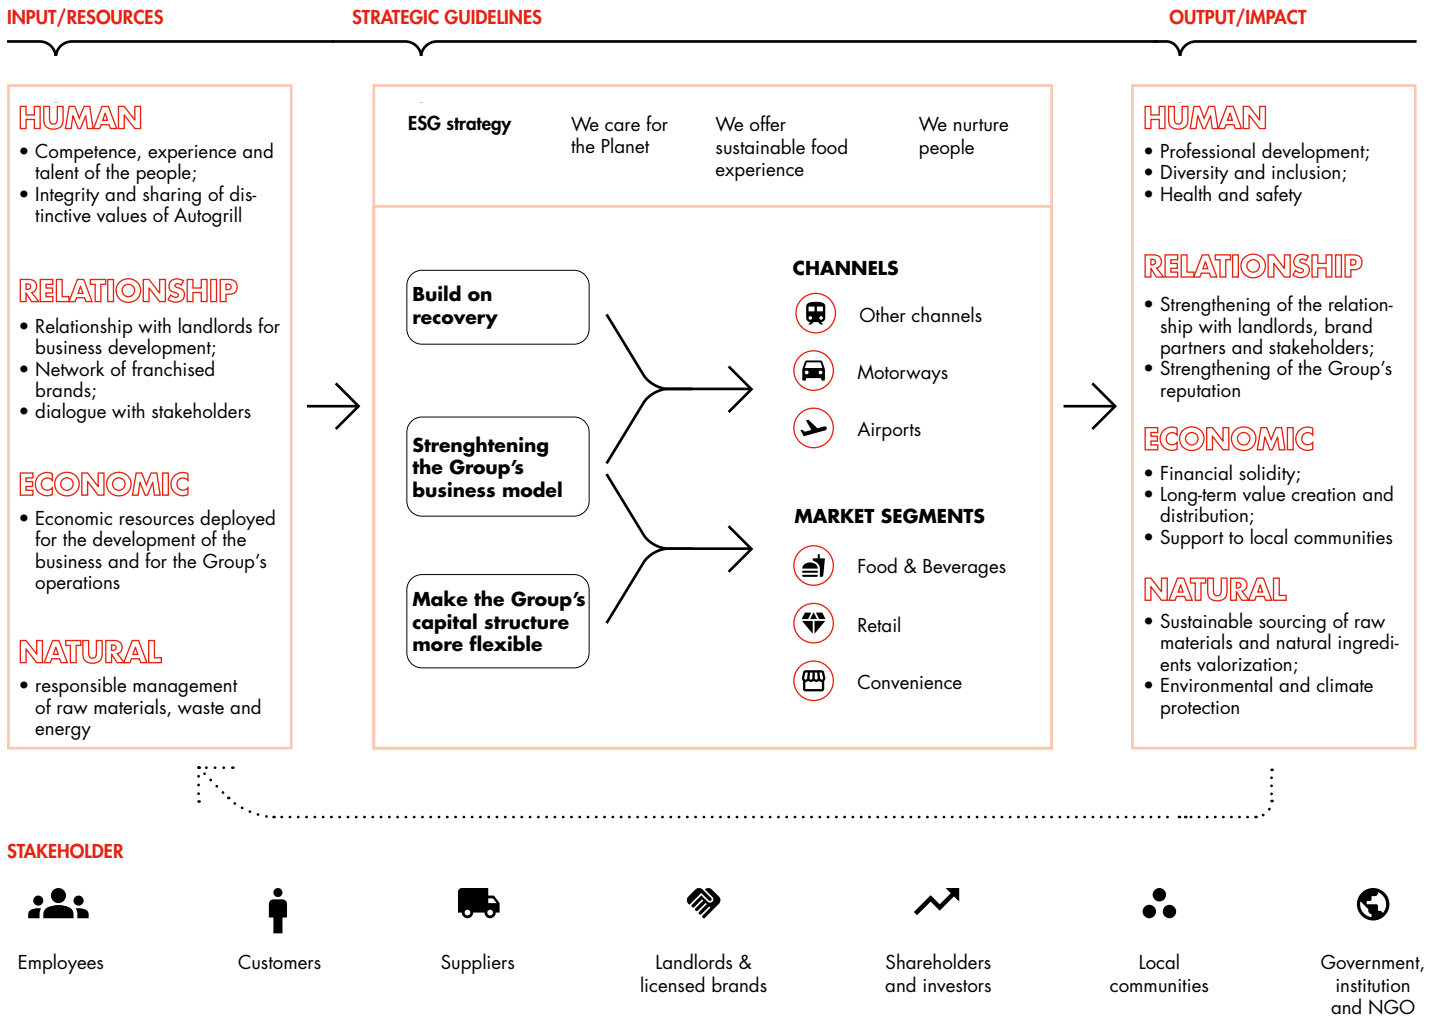 INPUT/RESOURCES
STRATEGIC GUIDELINES
OUTPUT/IMPACT
HUMAN
• Competence, experience and
talent of the people;
• Integrity and sharing of dis-
tinctive values of Autogrill
RELATIONSHIP
• Relationship with landlords for
business development;
• Network of franchised
brands;
• dialogue with stakeholders
ECONOMIC
• Economic resources deployed
for the development of the
business and for the Group's
operations
NATURAL
• responsible management
of raw materials, waste and
energy
ESG strategy
We care for
the Planet
We offer
sustainable food
experience
We nurture
people
Build on
recovery
Strenghtening
the Group's
business model
Make the Group's
capital structure
more flexible
CHANNELS
Other channels
Motorways
Airports
MARKET SEGMENTS
Food & Beverages
Retail
Convenience
HUMAN
• Professional development;
• Diversity and inclusion;
• Health and safety
RELATIONSHIP
• Strengthening of the relation-
ship with landlords, brand
partners and stakeholders;
• Strengthening of the Group's
reputation
ECONOMIC
• Financial solidity;
• Long-term value creation and
distribution;
• Support to local communities
NATURAL
• Sustainable sourcing of raw
materials and natural ingredi-
ents valorization;
• Environmental and climate
protection
STAKEHOLDER
Employees
Customers
Suppliers
Landlords &
licensed brands
Shareholders
and investors
Local
communities
Government,
institution
and NGO